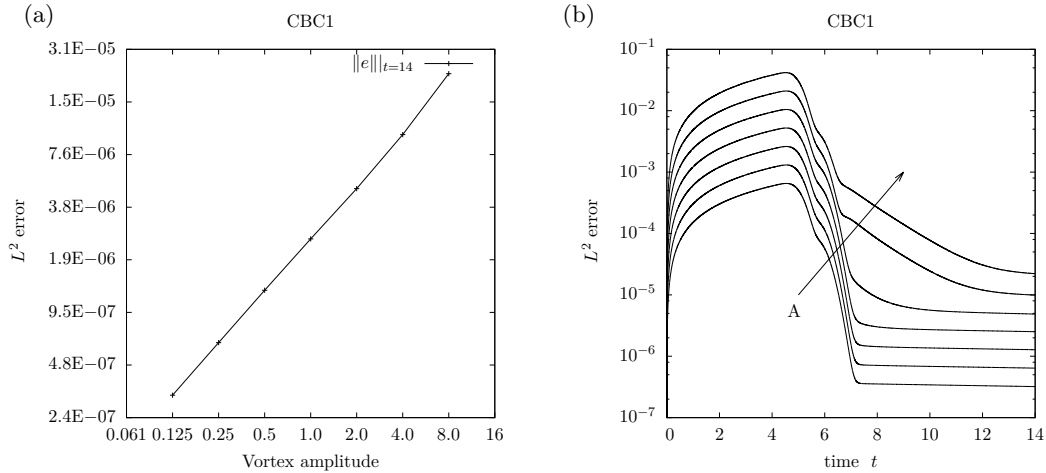 (a)
CBC1
‖e‖|t=14
3.1E−05
1.5E−05
7.6E−06
3.8E−06
1.9E−06
9.5E−07
4.8E−07
2.4E−07
L² error
0.061 0.125 0.25 0.5 1.0 2.0 4.0 8.0 16
Vortex amplitude
(b)
CBC1
10⁻¹
10⁻²
10⁻³
10⁻⁴
10⁻⁵
10⁻⁶
10⁻⁷
L² error
A
0 2 4 6 8 10 12 14
time t